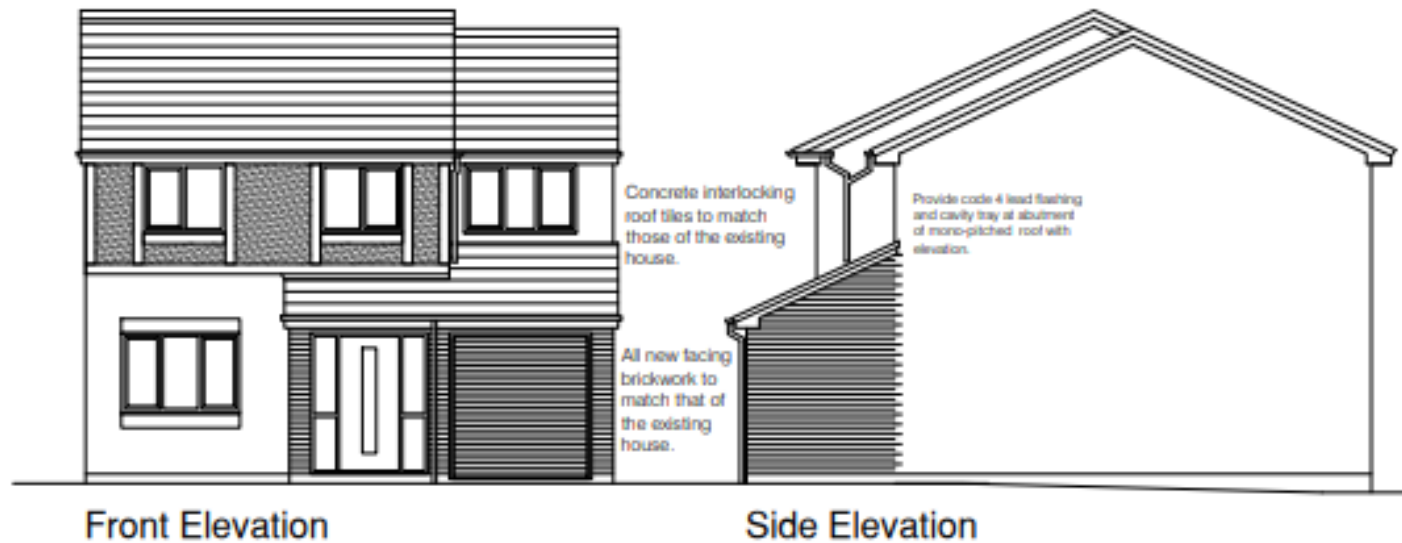 Concrete interlocking
roof tiles to match
those of the existing
house.
Provide code 4 lead flashing
and cavity tray at abutment
of mono-pitched roof with
elevation.
All new facing
brickwork to
match that of
the existing
house.
Front Elevation
Side Elevation